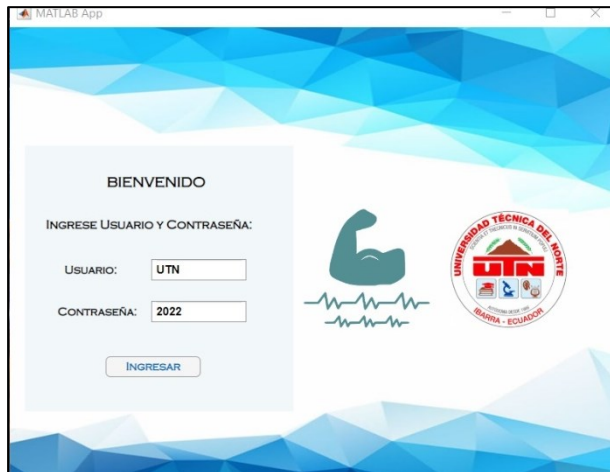 MATLAB App
BIENVENIDO
INGRESE USUARIO Y CONTRASEÑA:
USUARIO: UTN
CONTRASEÑA: 2022
INGRESAR
UNIVERSIDAD TÉCNICA DEL NORTE
UTN
IBARRA - ECUADOR